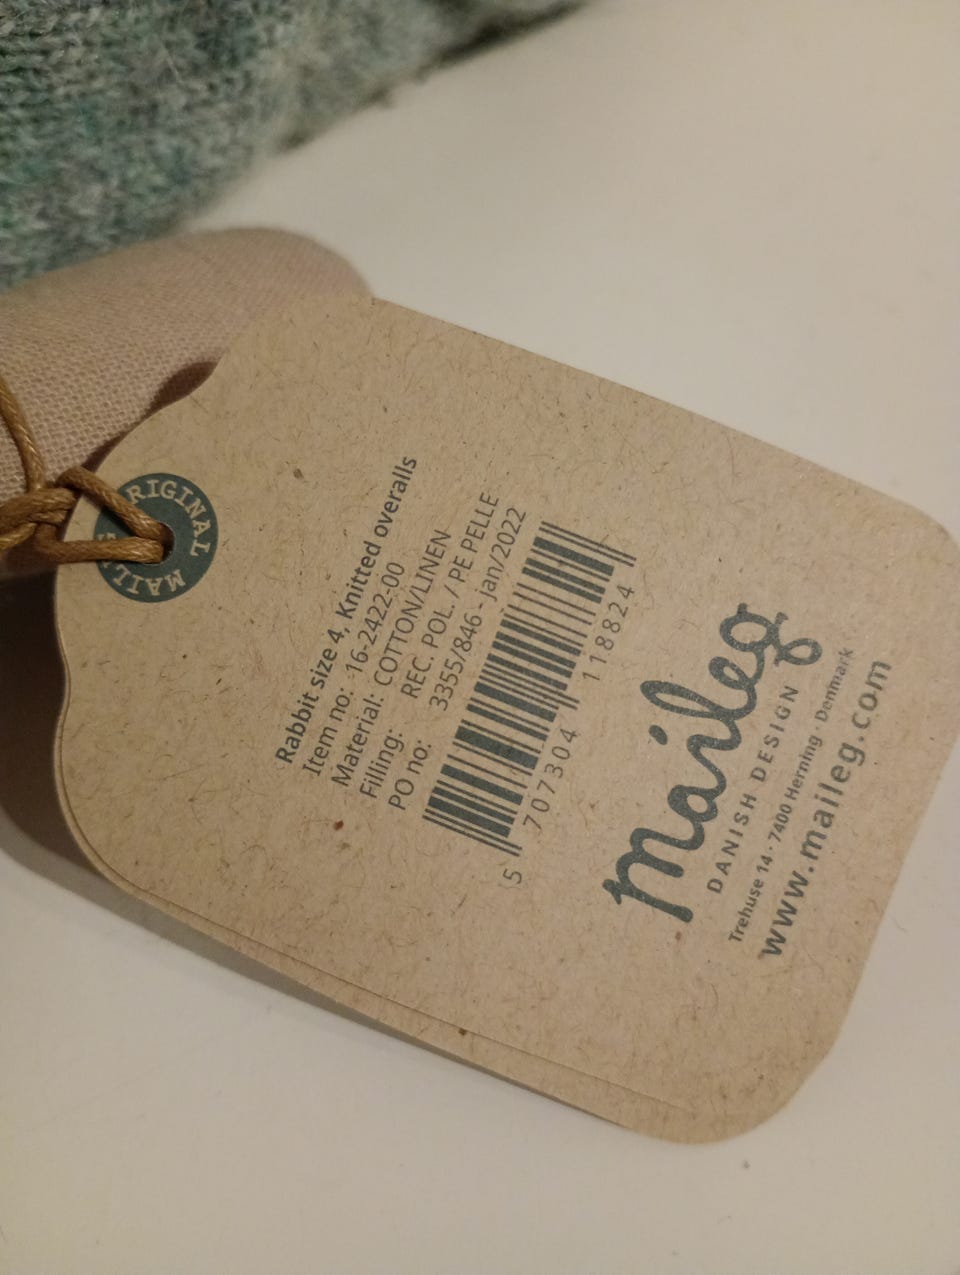 ORIGINAL
MAIL
Rabbit size 4, Knitted overalls
Item no: 16-2422-00
Material: COTTON/LINEN
Filling: REC. POL. / PE PELLE
PO no: 3355/846 - jan/2022
5 707304 118824
maileg
DANISH DESIGN
Trehuse 14 · 7400 Herning · Denmark
www.maileg.com